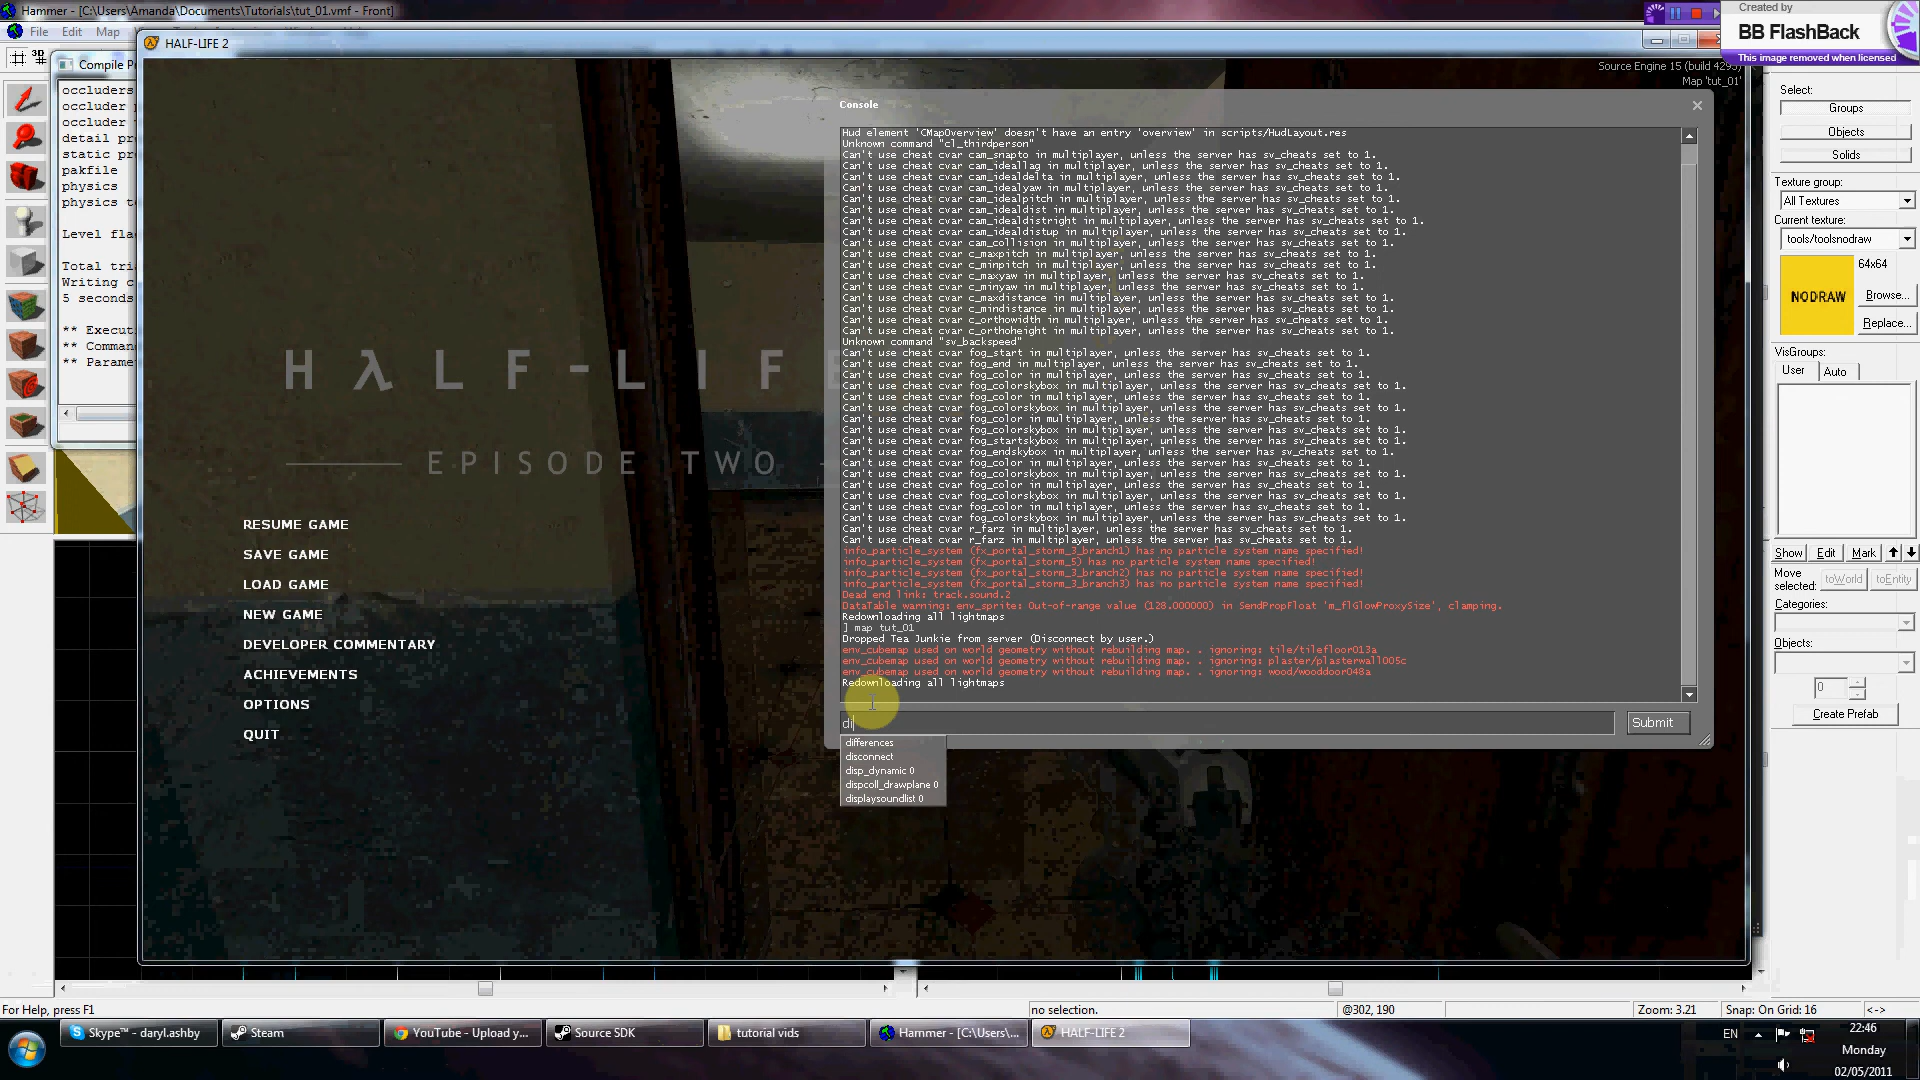 Hammer - [C:\Users\Amanda\Documents\Tutorials\tut_01.vmf - Front]
Created by
BB FlashBack
This image removed when licensed
File Edit Map
HALF-LIFE 2
Compile Pr
Source Engine 15 (build 4295)
Map 'tut_01'
occluders
occluder p
occluder
detail pro
static pro
pakfile
physics
physics te
Level fla
Total tri
Writing c
5 seconds
** Execut
** Comman
** Parame
Console
Hud element 'CMapOverview' doesn't have an entry 'overview' in scripts/HudLayout.res
Unknown command "cl_thirdperson"
Can't use cheat cvar cam_snapto in multiplayer, unless the server has sv_cheats set to 1.
Can't use cheat cvar cam_ideallag in multiplayer, unless the server has sv_cheats set to 1.
Can't use cheat cvar cam_idealdelta in multiplayer, unless the server has sv_cheats set to 1.
Can't use cheat cvar cam_idealyaw in multiplayer, unless the server has sv_cheats set to 1.
Can't use cheat cvar cam_idealpitch in multiplayer, unless the server has sv_cheats set to 1.
Can't use cheat cvar cam_idealdist in multiplayer, unless the server has sv_cheats set to 1.
Can't use cheat cvar cam_idealdistright in multiplayer, unless the server has sv_cheats set to 1.
Can't use cheat cvar cam_idealdistup in multiplayer, unless the server has sv_cheats set to 1.
Can't use cheat cvar cam_collision in multiplayer, unless the server has sv_cheats set to 1.
Can't use cheat cvar c_maxpitch in multiplayer, unless the server has sv_cheats set to 1.
Can't use cheat cvar c_minpitch in multiplayer, unless the server has sv_cheats set to 1.
Can't use cheat cvar c_maxyaw in multiplayer, unless the server has sv_cheats set to 1.
Can't use cheat cvar c_minyaw in multiplayer, unless the server has sv_cheats set to 1.
Can't use cheat cvar c_maxdistance in multiplayer, unless the server has sv_cheats set to 1.
Can't use cheat cvar c_mindistance in multiplayer, unless the server has sv_cheats set to 1.
Can't use cheat cvar c_orthowidth in multiplayer, unless the server has sv_cheats set to 1.
Can't use cheat cvar c_orthoheight in multiplayer, unless the server has sv_cheats set to 1.
Unknown command "sv_backspeed"
Can't use cheat cvar fog_start in multiplayer, unless the server has sv_cheats set to 1.
Can't use cheat cvar fog_end in multiplayer, unless the server has sv_cheats set to 1.
Can't use cheat cvar fog_color in multiplayer, unless the server has sv_cheats set to 1.
Can't use cheat cvar fog_colorskybox in multiplayer, unless the server has sv_cheats set to 1.
Can't use cheat cvar fog_color in multiplayer, unless the server has sv_cheats set to 1.
Can't use cheat cvar fog_colorskybox in multiplayer, unless the server has sv_cheats set to 1.
Can't use cheat cvar fog_color in multiplayer, unless the server has sv_cheats set to 1.
Can't use cheat cvar fog_colorskybox in multiplayer, unless the server has sv_cheats set to 1.
Can't use cheat cvar fog_startskybox in multiplayer, unless the server has sv_cheats set to 1.
Can't use cheat cvar fog_endskybox in multiplayer, unless the server has sv_cheats set to 1.
Can't use cheat cvar fog_color in multiplayer, unless the server has sv_cheats set to 1.
Can't use cheat cvar fog_colorskybox in multiplayer, unless the server has sv_cheats set to 1.
Can't use cheat cvar fog_color in multiplayer, unless the server has sv_cheats set to 1.
Can't use cheat cvar fog_colorskybox in multiplayer, unless the server has sv_cheats set to 1.
Can't use cheat cvar fog_color in multiplayer, unless the server has sv_cheats set to 1.
Can't use cheat cvar fog_colorskybox in multiplayer, unless the server has sv_cheats set to 1.
Can't use cheat cvar r_farz in multiplayer, unless the server has sv_cheats set to 1.
Can't use cheat cvar r_farz in multiplayer, unless the server has sv_cheats set to 1.
info_particle_system (fx_portal_storm_3_branch1) has no particle system name specified!
info_particle_system (fx_portal_storm_5) has no particle system name specified!
info_particle_system (fx_portal_storm_3_branch2) has no particle system name specified!
info_particle_system (fx_portal_storm_3_branch3) has no particle system name specified!
Dead end link: track.sound.2
DataTable warning: env_sprite: Out-of-range value (128.000000) in SendPropFloat 'm_flGlowProxySize', clamping.
Redownloading all lightmaps
] map tut_01
Dropped Tea Junkie from server (Disconnect by user.)
env_cubemap used on world geometry without rebuilding map. . ignoring: tile/tilefloor013a
env_cubemap used on world geometry without rebuilding map. . ignoring: plaster/plasterwall005c
env_cubemap used on world geometry without rebuilding map. . ignoring: wood/wooddoor048a
Redownloading all lightmaps
di
Submit
differences
disconnect
disp_dynamic 0
dispcoll_drawplane 0
displaysoundlist 0
HλLF-LIFE
EPISODE TWO
RESUME GAME
SAVE GAME
LOAD GAME
NEW GAME
DEVELOPER COMMENTARY
ACHIEVEMENTS
OPTIONS
QUIT
Select:
Groups
Objects
Solids
Texture group:
All Textures
Current texture:
tools/toolsnodraw
64x64
NODRAW
Browse...
Replace...
VisGroups:
User Auto
Show Edit Mark
Move selected: toWorld toEntity
Categories:
Objects:
0
Create Prefab
For Help, press F1
no selection.
@302, 190
Zoom: 3.21
Snap: On Grid: 16
<->
Skype™ - daryl.ashby
Steam
YouTube - Upload y...
Source SDK
tutorial vids
Hammer - [C:\Users\...
HALF-LIFE 2
EN
22:46
Monday
02/05/2011